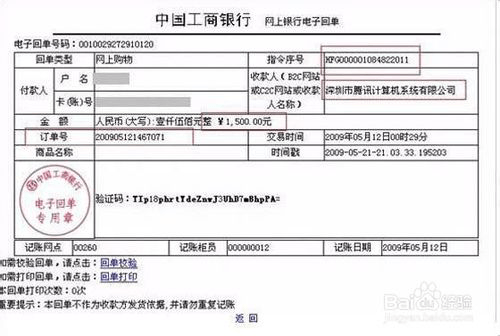 中国工商银行 网上银行电子回单
电子回单号码：0010029272910120
回单类型 网上购物 指令序号 HFG000001084822011
付款人 户 名 收款人（B2C网站或C2C网站或收款人名称） 深圳市腾讯计算机系统有限公司
卡(账)号
金 额 人民币(大写)：壹仟伍佰元整 ￥1,500.00元
订单号 200905121467071 交易时间 2009年05月12日00时29分
商品名称 时间戳 2009-05-21-21.03.33.195203
中国工商银行
电子回单
专用章
验证码：TIp18phrtYdeZnwJ3UhD7mBhpPA=
记账网点 00260 记账柜员 000000012 记账日期 2009年05月12日
如需校验回单，请点击：回单校验
如需打印回单，请点击：回单打印
本回单打印次数：0次
重要提示：本回单不作为收款方发货依据，并请勿重复记账
返 回
Baidu经验
jingyan.baidu.com